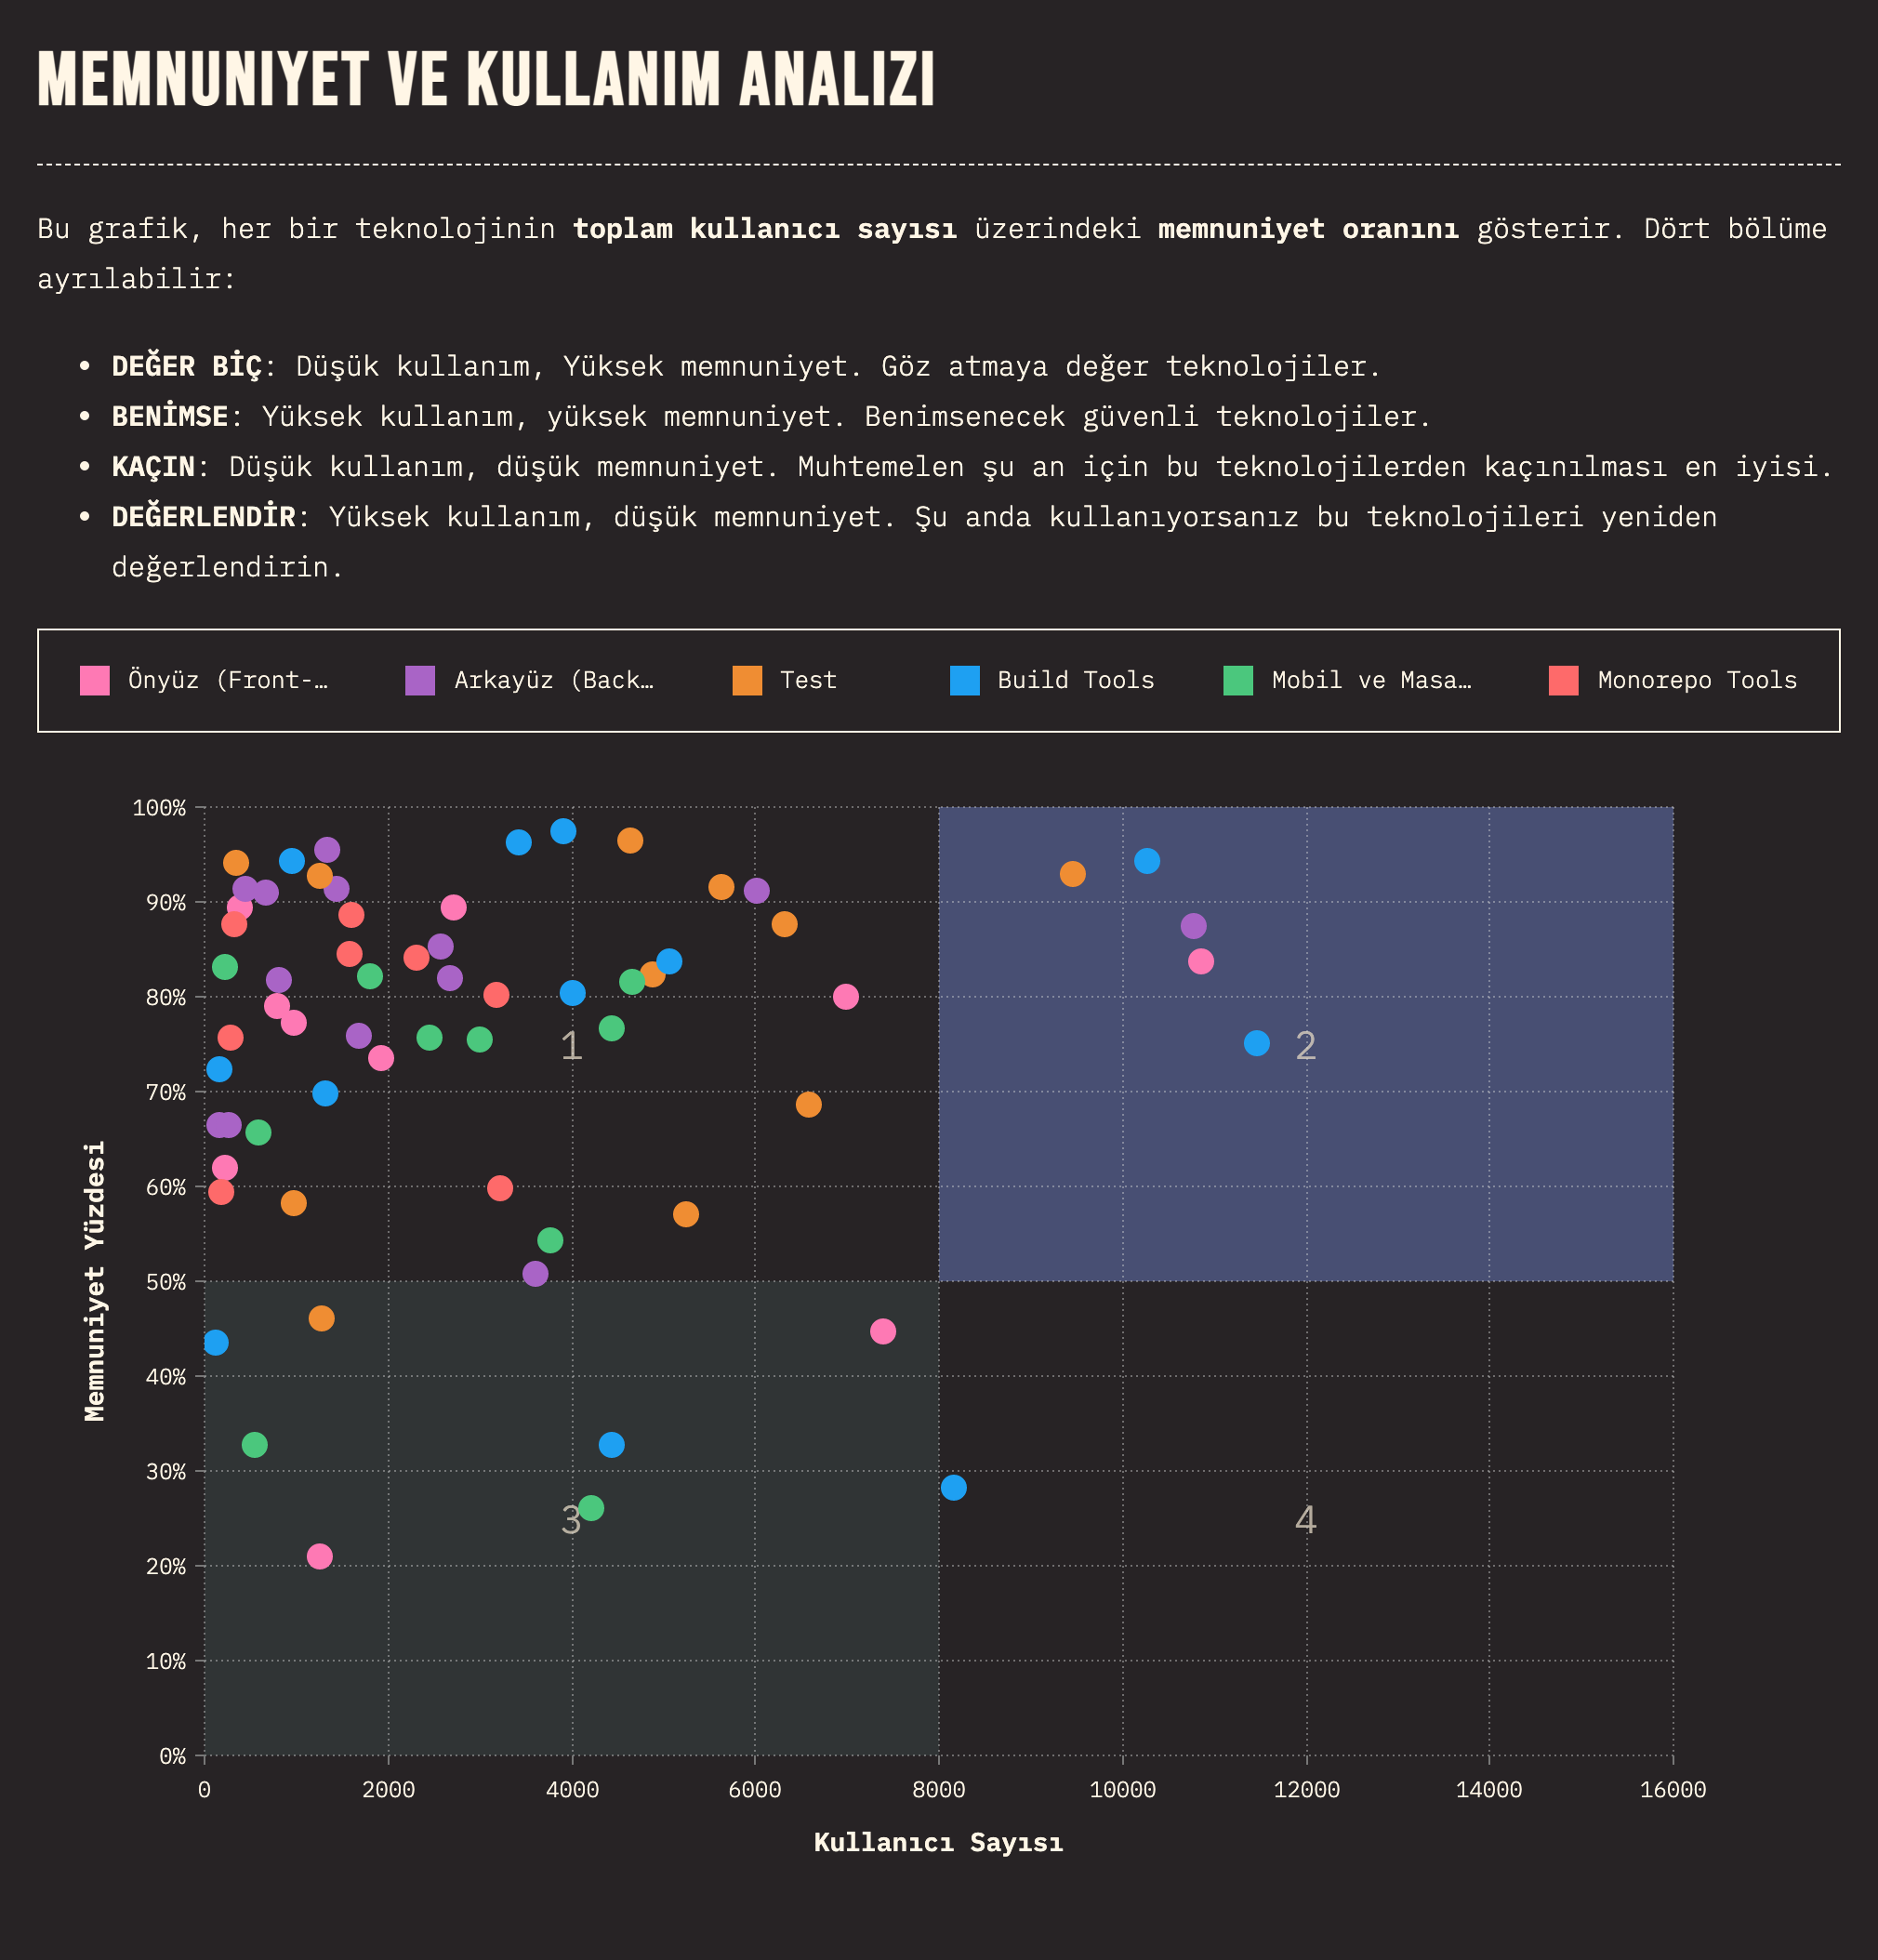 MEMNUNIYET VE KULLANIM ANALIZI
Bu grafik, her bir teknolojinin toplam kullanıcı sayısı üzerindeki memnuniyet oranını gösterir. Dört bölüme
ayrılabilir:
• DEĞER BİÇ: Düşük kullanım, Yüksek memnuniyet. Göz atmaya değer teknolojiler.
• BENİMSE: Yüksek kullanım, yüksek memnuniyet. Benimsenecek güvenli teknolojiler.
• KAÇIN: Düşük kullanım, düşük memnuniyet. Muhtemelen şu an için bu teknolojilerden kaçınılması en iyisi.
• DEĞERLENDİR: Yüksek kullanım, düşük memnuniyet. Şu anda kullanıyorsanız bu teknolojileri yeniden
değerlendirin.
Önyüz (Front-… Arkayüz (Back… Test Build Tools Mobil ve Masa… Monorepo Tools
100%
90%
80%
1 2
70%
Memnuniyet Yüzdesi
60%
50%
40%
30%
3 4
20%
10%
0%
0 2000 4000 6000 8000 10000 12000 14000 16000
Kullanıcı Sayısı